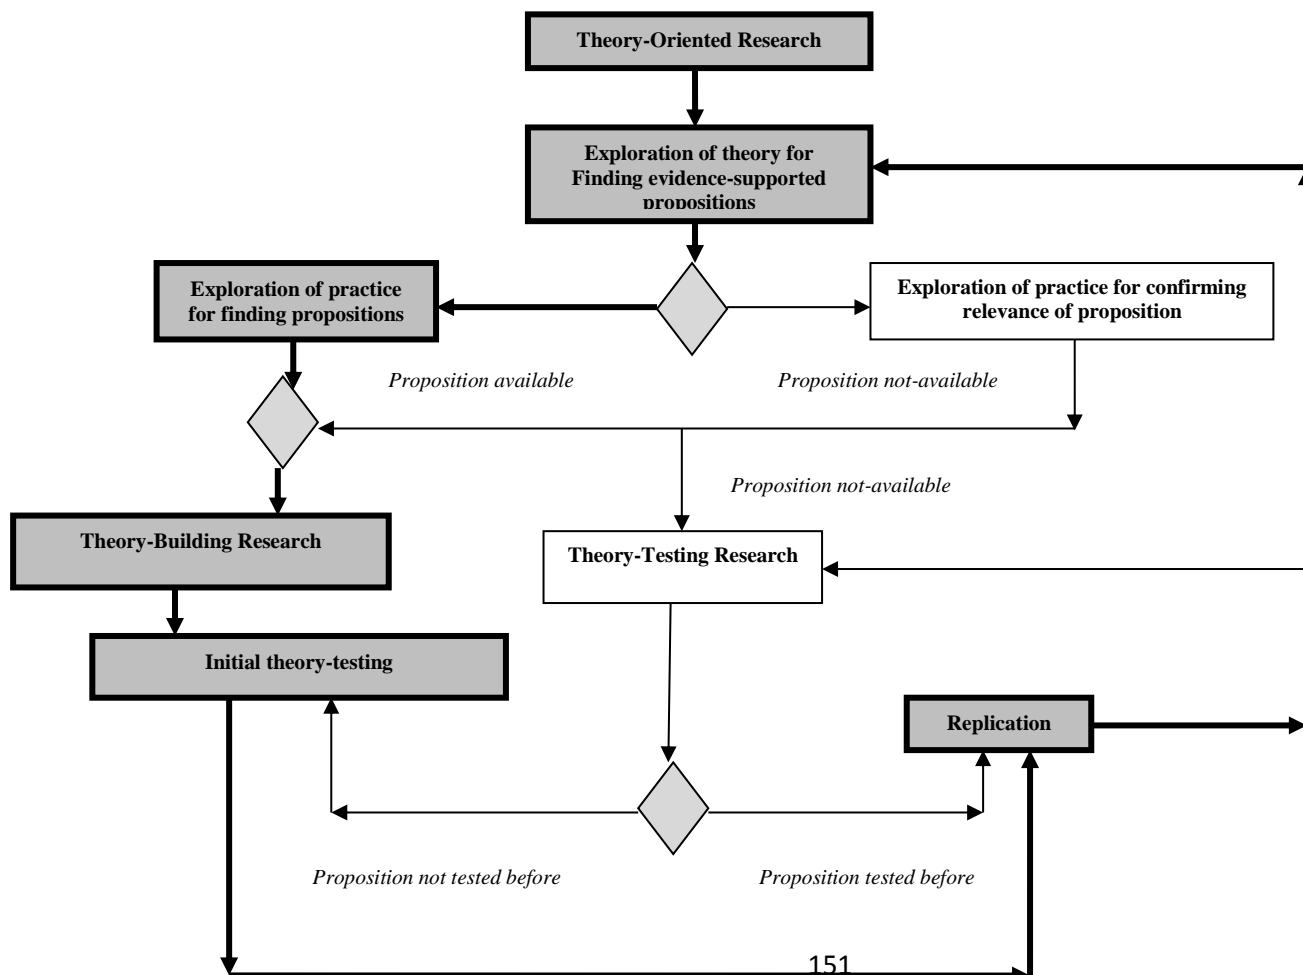 Theory-Oriented Research
Exploration of theory for
Finding evidence-supported
propositions
Exploration of practice
for finding propositions
Exploration of practice for confirming
relevance of proposition
Proposition available
Proposition not-available
Proposition not-available
Theory-Building Research
Theory-Testing Research
Initial theory-testing
Replication
Proposition not tested before
Proposition tested before
151